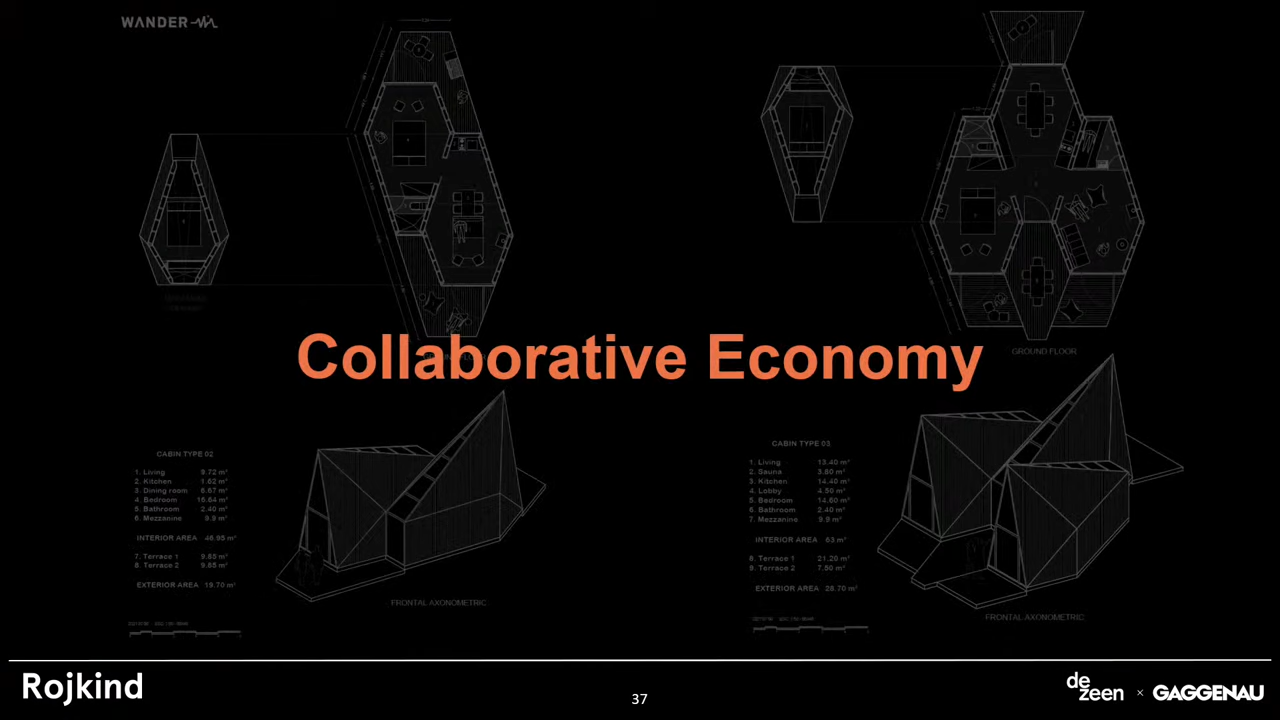 WANDER
Collaborative Economy
GROUND FLOOR
CABIN TYPE 02
1. Living 9.72 m²
2. Kitchen 1.62 m²
3. Dining room 6.67 m²
4. Bedroom 16.64 m²
5. Bathroom 2.40 m²
6. Mezzanine 9.9 m²
INTERIOR AREA 46.95 m²
7. Terrace 1 9.85 m²
8. Terrace 2 9.85 m²
EXTERIOR AREA 19.70 m²
FRONTAL AXONOMETRIC
CABIN TYPE 03
1. Living 13.40 m²
2. Sauna 3.60 m²
3. Kitchen 14.40 m²
4. Lobby 4.50 m²
5. Bedroom 14.60 m²
6. Bathroom 2.40 m²
7. Mezzanine 9.9 m²
INTERIOR AREA 63 m²
8. Terrace 1 21.20 m²
9. Terrace 2 7.50 m²
EXTERIOR AREA 28.70 m²
FRONTAL AXONOMETRIC
Rojkind
37
de
zeen × GAGGENAU